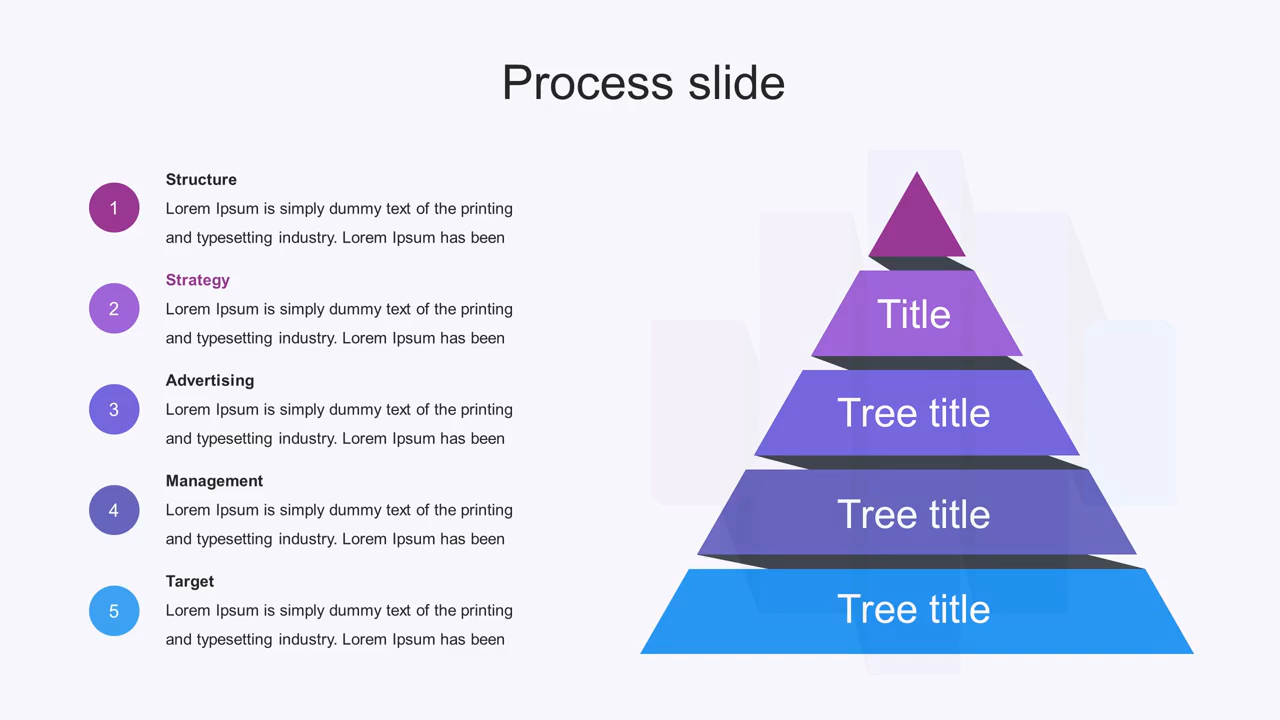 Process slide
1
Structure
Lorem Ipsum is simply dummy text of the printing
and typesetting industry. Lorem Ipsum has been
2
Strategy
Lorem Ipsum is simply dummy text of the printing
and typesetting industry. Lorem Ipsum has been
3
Advertising
Lorem Ipsum is simply dummy text of the printing
and typesetting industry. Lorem Ipsum has been
4
Management
Lorem Ipsum is simply dummy text of the printing
and typesetting industry. Lorem Ipsum has been
5
Target
Lorem Ipsum is simply dummy text of the printing
and typesetting industry. Lorem Ipsum has been
Title
Tree title
Tree title
Tree title